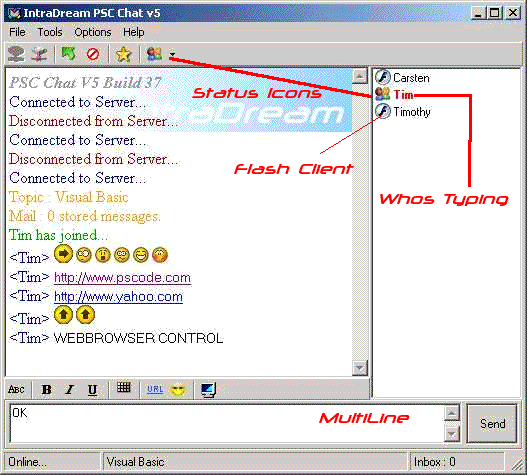 IntraDream PSC Chat v5
File Tools Options Help
PSC Chat V5 Build 37
Status Icons
Connected to Server...
IntraDream
Disconnected from Server...
Connected to Server...
Disconnected from Server...
Connected to Server...
Topic : Visual Basic
Mail : 0 stored messages.
Tim has joined...
<Tim>
<Tim> http://www.pscode.com
<Tim> http://www.yahoo.com
<Tim>
<Tim> WEBBROWSER CONTROL
Carsten
Tim
Timothy
Flash Client
Whos Typing
ABC B I U URL
OK
MultiLine
Send
Online... Visual Basic Inbox : 0